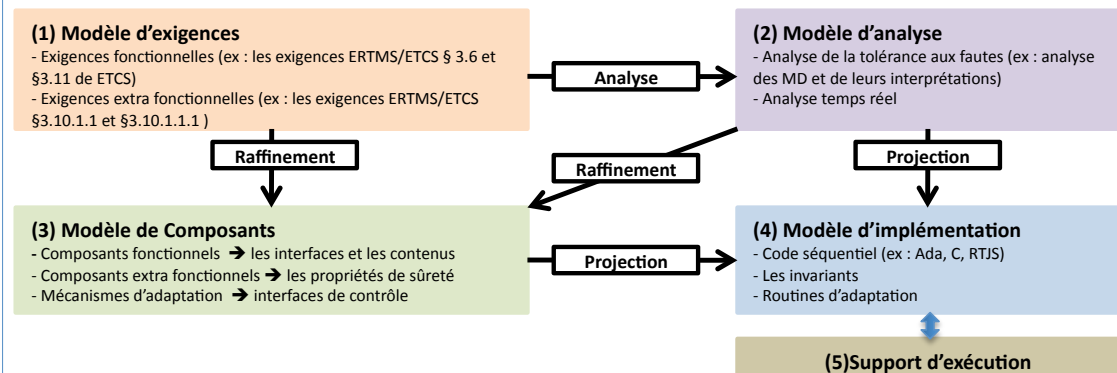 (1) Modèle d'exigences
- Exigences fonctionnelles (ex : les exigences ERTMS/ETCS § 3.6 et
§3.11 de ETCS)
- Exigences extra fonctionnelles (ex : les exigences ERTMS/ETCS
§3.10.1.1 et §3.10.1.1.1 )
Analyse
(2) Modèle d'analyse
- Analyse de la tolérance aux fautes (ex : analyse
des MD et de leurs interprétations)
- Analyse temps réel
Raffinement
Raffinement
Projection
(3) Modèle de Composants
- Composants fonctionnels ➔ les interfaces et les contenus
- Composants extra fonctionnels ➔ les propriétés de sûreté
- Mécanismes d'adaptation ➔ interfaces de contrôle
Projection
(4) Modèle d'implémentation
- Code séquentiel (ex : Ada, C, RTJS)
- Les invariants
- Routines d'adaptation
(5)Support d'exécution